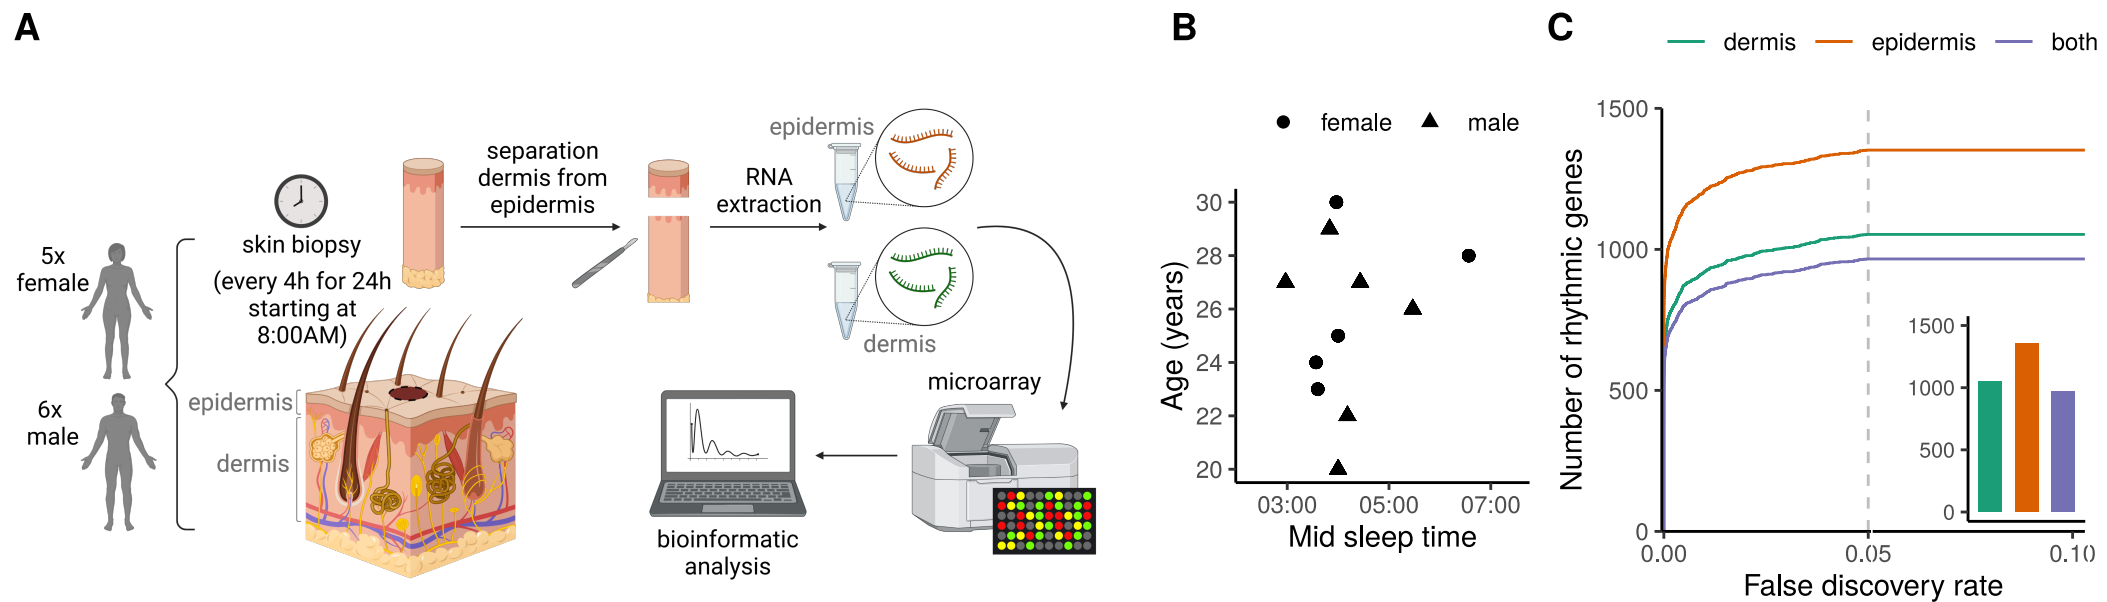 A
5x
female
6x
male
skin biopsy
(every 4h for 24h
starting at
8:00AM)
epidermis
dermis
separation
dermis from
epidermis
RNA
extraction
epidermis
dermis
microarray
bioinformatic
analysis
B
female
male
Age (years)
30
28
26
24
22
20
03:00
05:00
07:00
Mid sleep time
C
dermis
epidermis
both
Number of rhythmic genes
1500
1000
500
0
0.00
0.05
0.10
False discovery rate
1500
1000
500
0